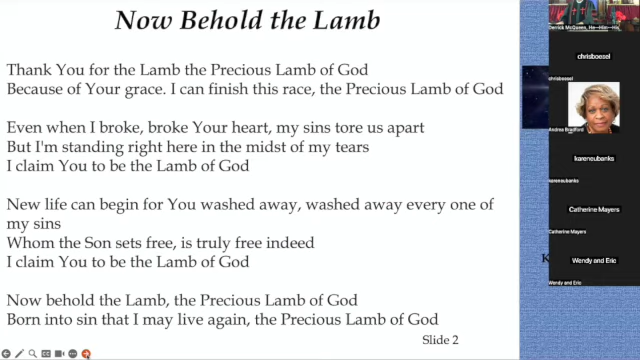 Now Behold the Lamb
Thank You for the Lamb the Precious Lamb of God
Because of Your grace. I can finish this race, the Precious Lamb of God
Even when I broke, broke Your heart, my sins tore us apart
But I'm standing right here in the midst of my tears
I claim You to be the Lamb of God
New life can begin for You washed away, washed away every one of
my sins
Whom the Son sets free, is truly free indeed
I claim You to be the Lamb of God
Now behold the Lamb, the Precious Lamb of God
Born into sin that I may live again, the Precious Lamb of God
Slide 2
K
Derrick McQueen, He~His~He
chrisboesel
chrisboesel
Andrea Bradford
kareneubanks
kareneubanks
Catherine Mayers
Catherine Mayers
Wendy and Eric
Wendy and Eric